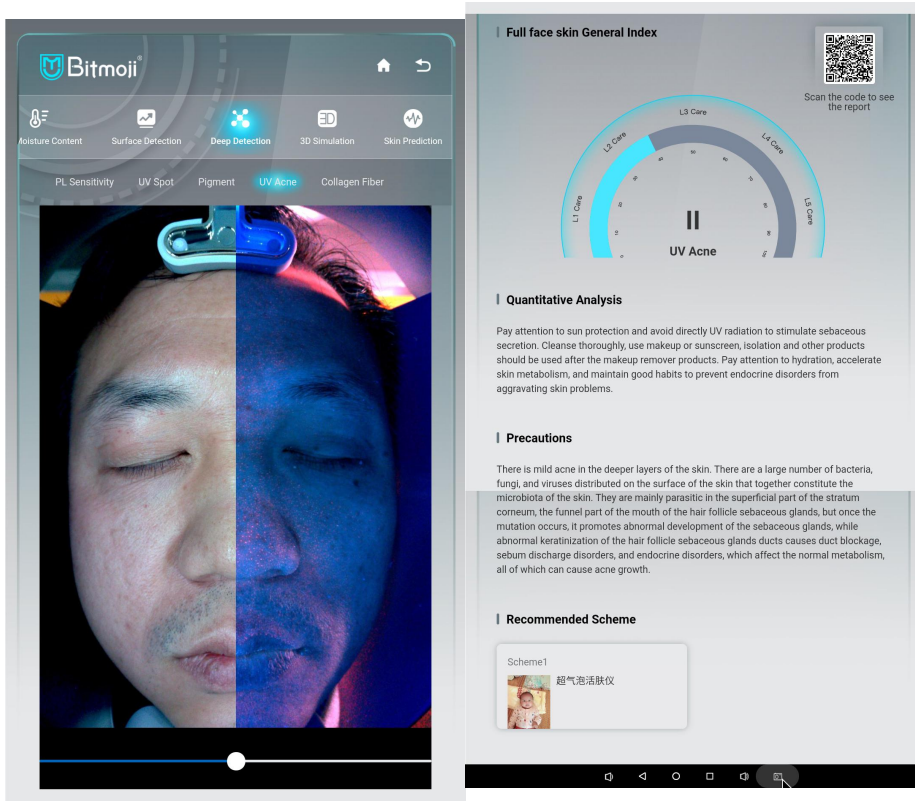 Bitmoji®
Moisture Content
Surface Detection
Deep Detection
3D Simulation
Skin Prediction
PL Sensitivity
UV Spot
Pigment
UV Acne
Collagen Fiber
Full face skin General Index
Scan the code to see
the report
L1 Care
L2 Care
L3 Care
L4 Care
L5 Care
0
10
20
30
40
50
60
70
80
90
100
II
UV Acne
Quantitative Analysis
Pay attention to sun protection and avoid directly UV radiation to stimulate sebaceous
secretion. Cleanse thoroughly, use makeup or sunscreen, isolation and other products
should be used after the makeup remover products. Pay attention to hydration, accelerate
skin metabolism, and maintain good habits to prevent endocrine disorders from
aggravating skin problems.
Precautions
There is mild acne in the deeper layers of the skin. There are a large number of bacteria,
fungi, and viruses distributed on the surface of the skin that together constitute the
microbiota of the skin. They are mainly parasitic in the superficial part of the stratum
corneum, the funnel part of the mouth of the hair follicle sebaceous glands, but once the
mutation occurs, it promotes abnormal development of the sebaceous glands, while
abnormal keratinization of the hair follicle sebaceous glands ducts causes duct blockage,
sebum discharge disorders, and endocrine disorders, which affect the normal metabolism,
all of which can cause acne growth.
Recommended Scheme
Scheme1
超气泡活肤仪